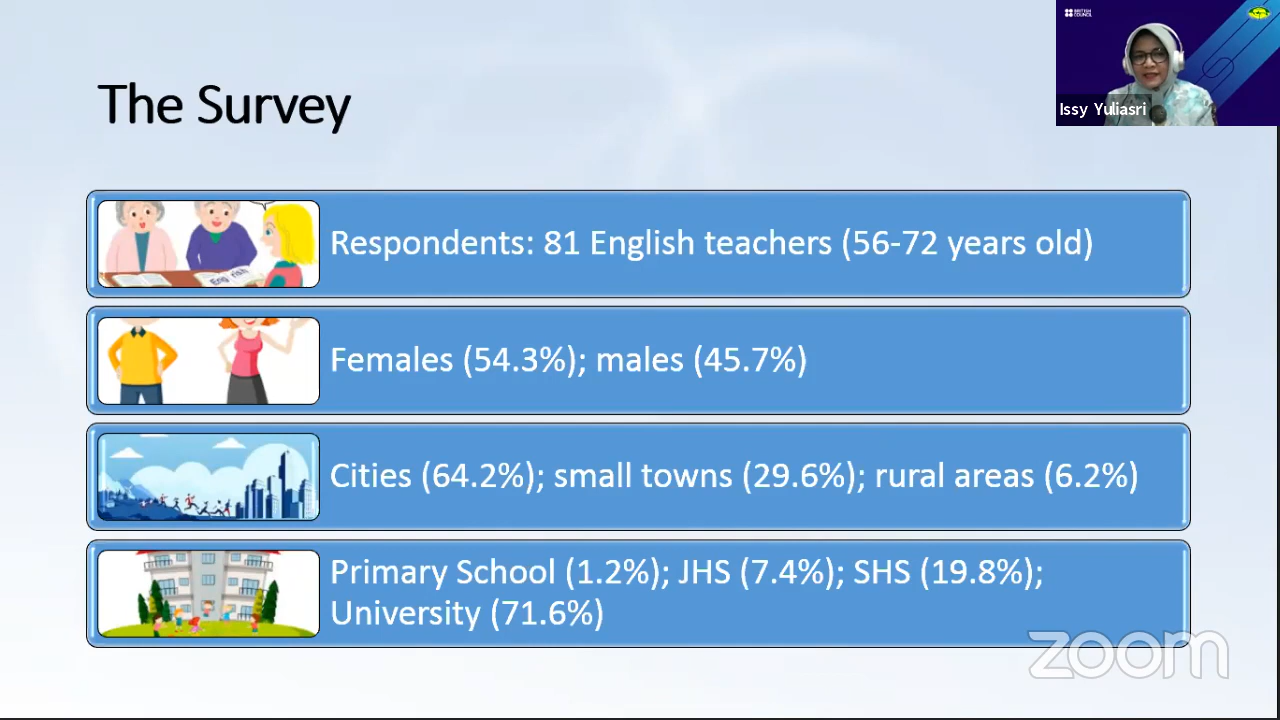 BRITISH
COUNCIL
Issy Yuliasri
The Survey
Respondents: 81 English teachers (56-72 years old)
Females (54.3%); males (45.7%)
Cities (64.2%); small towns (29.6%); rural areas (6.2%)
Primary School (1.2%); JHS (7.4%); SHS (19.8%);
University (71.6%)
zoom